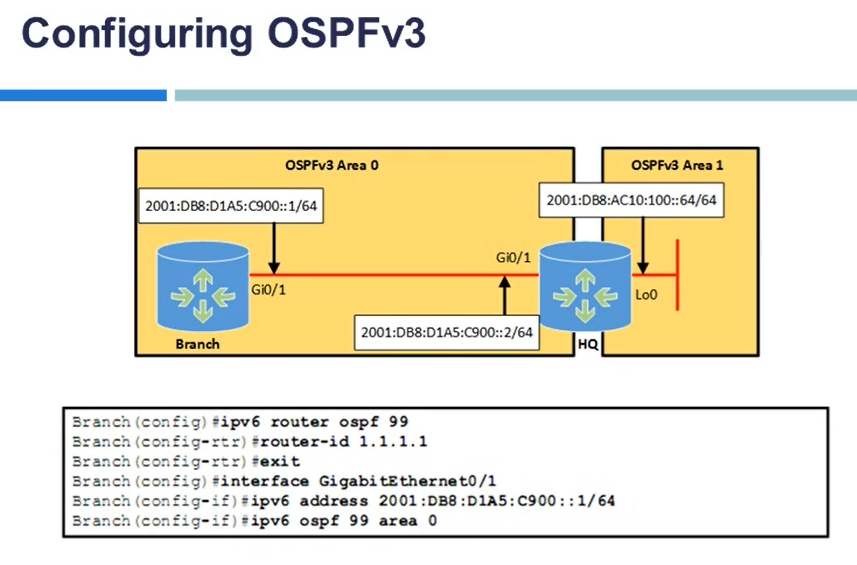 Configuring OSPFv3
OSPFv3 Area 0
OSPFv3 Area 1
2001:DB8:D1A5:C900::1/64
2001:DB8:AC10:100::64/64
Gi0/1
Gi0/1
Lo0
2001:DB8:D1A5:C900::2/64
Branch
HQ
Branch(config)#ipv6 router ospf 99
Branch(config-rtr)#router-id 1.1.1.1
Branch(config-rtr)#exit
Branch(config)#interface GigabitEthernet0/1
Branch(config-if)#ipv6 address 2001:DB8:D1A5:C900::1/64
Branch(config-if)#ipv6 ospf 99 area 0